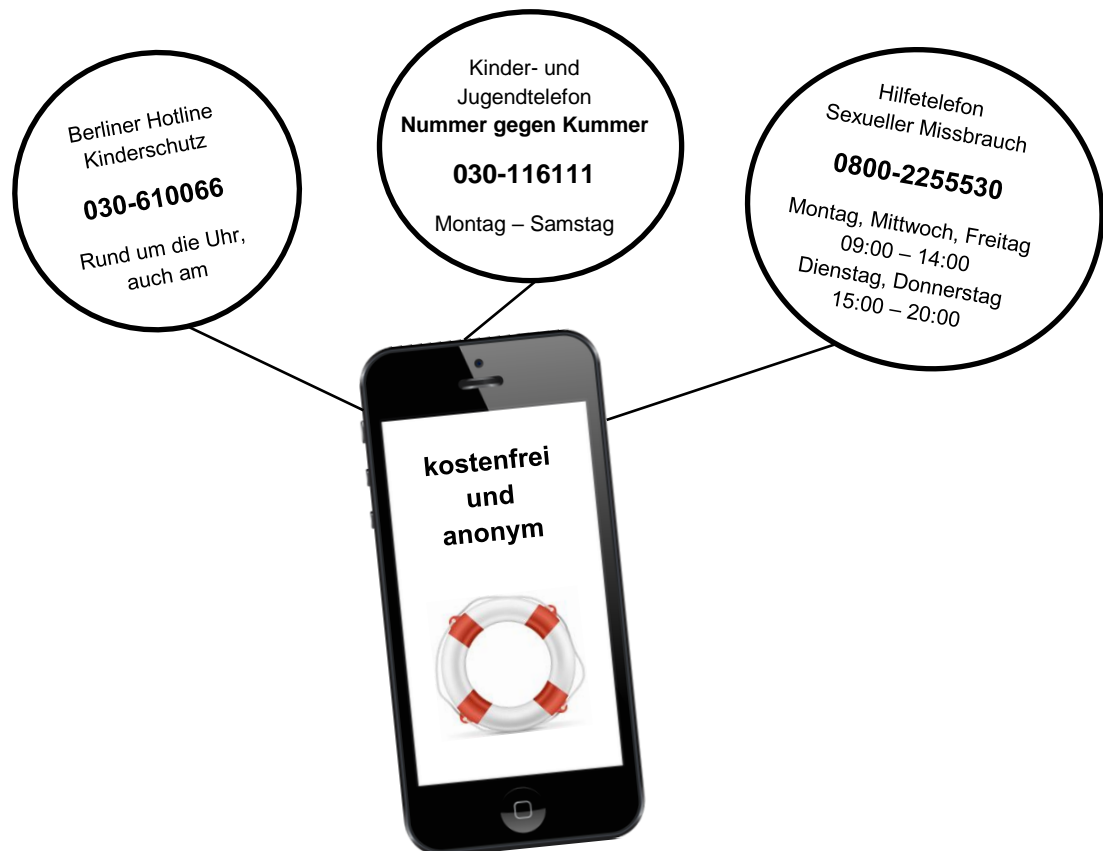 Berliner Hotline
Kinderschutz
030-610066
Rund um die Uhr,
auch am
Kinder- und
Jugendtelefon
Nummer gegen Kummer
030-116111
Montag – Samstag
Hilfetelefon
Sexueller Missbrauch
0800-2255530
Montag, Mittwoch, Freitag
09:00 – 14:00
Dienstag, Donnerstag
15:00 – 20:00
kostenfrei
und
anonym